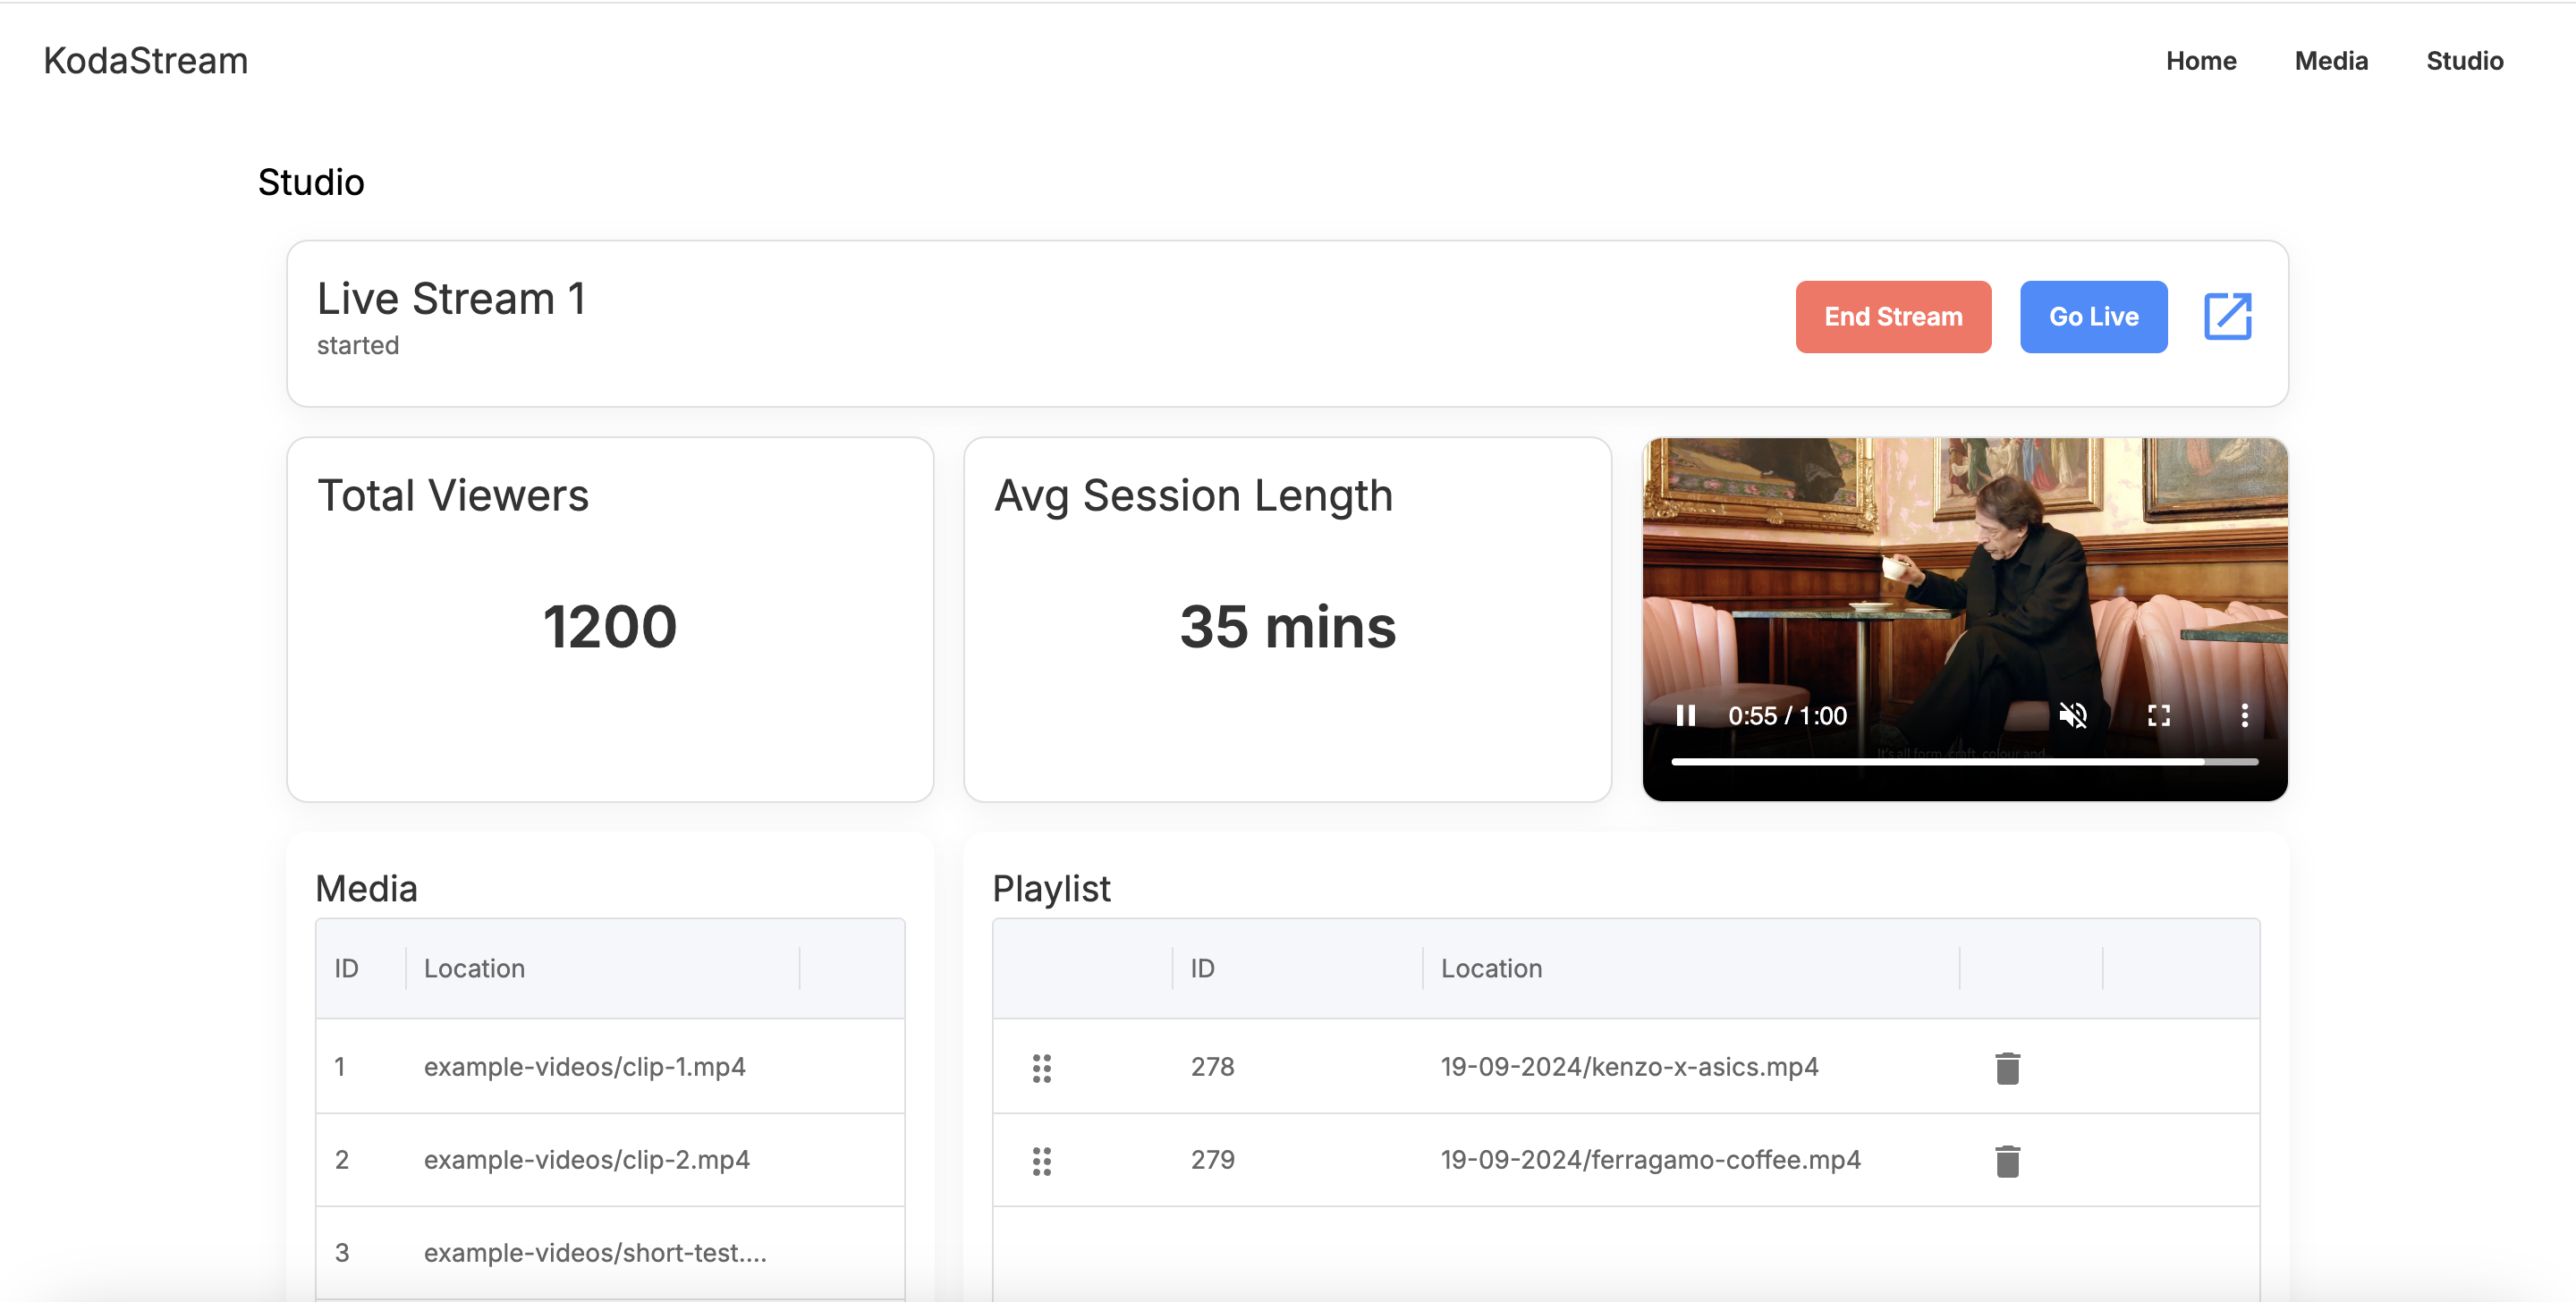 KodaStream
Home Media Studio
Studio
Live Stream 1
started
End Stream
Go Live
Total Viewers
1200
Avg Session Length
35 mins
0:55 / 1:00
It's all form, craft, colour and
Media
ID Location
1 example-videos/clip-1.mp4
2 example-videos/clip-2.mp4
3 example-videos/short-test....
Playlist
ID Location
278 19-09-2024/kenzo-x-asics.mp4
279 19-09-2024/ferragamo-coffee.mp4